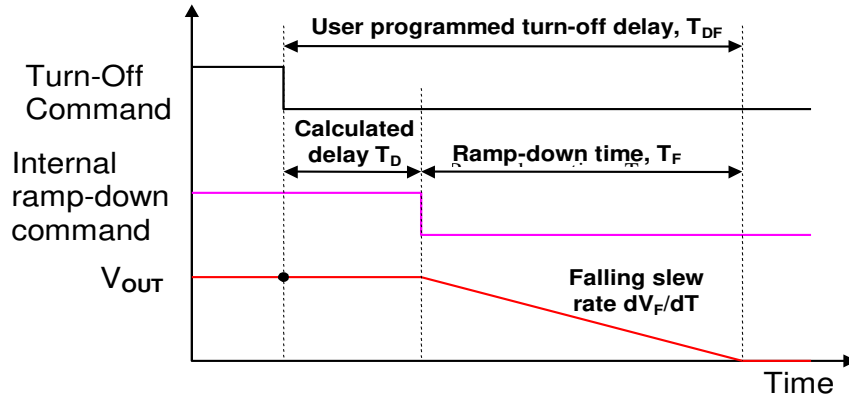 User programmed turn-off delay, TDF
Turn-Off
Command
Calculated
delay TD
Ramp-down time, TF
Internal
ramp-down
command
VOUT
Falling slew
rate dVF/dT
Time